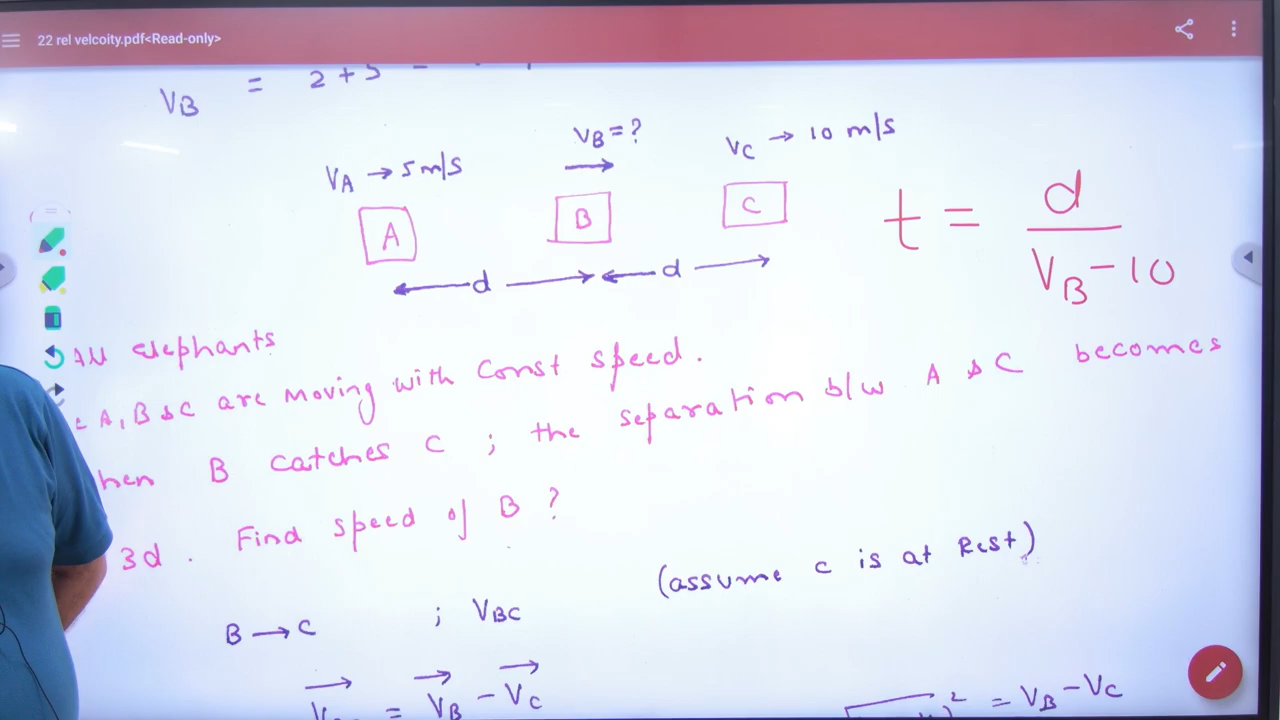 22 rel velcoity.pdf<Read-only>
VB = 2 + 5
VB = ?
VC → 10 m/s
VA → 5 m/s
A
B
C
d
d
t = d / VB - 10
All Elephants
A, B & C are moving with Const speed.
hen B catches C ; the separation b/w A & C becomes
3d. Find speed of B ?
(assume C is at Rest)
B → C ; VBC
= VB - VC
2 = VB - VC